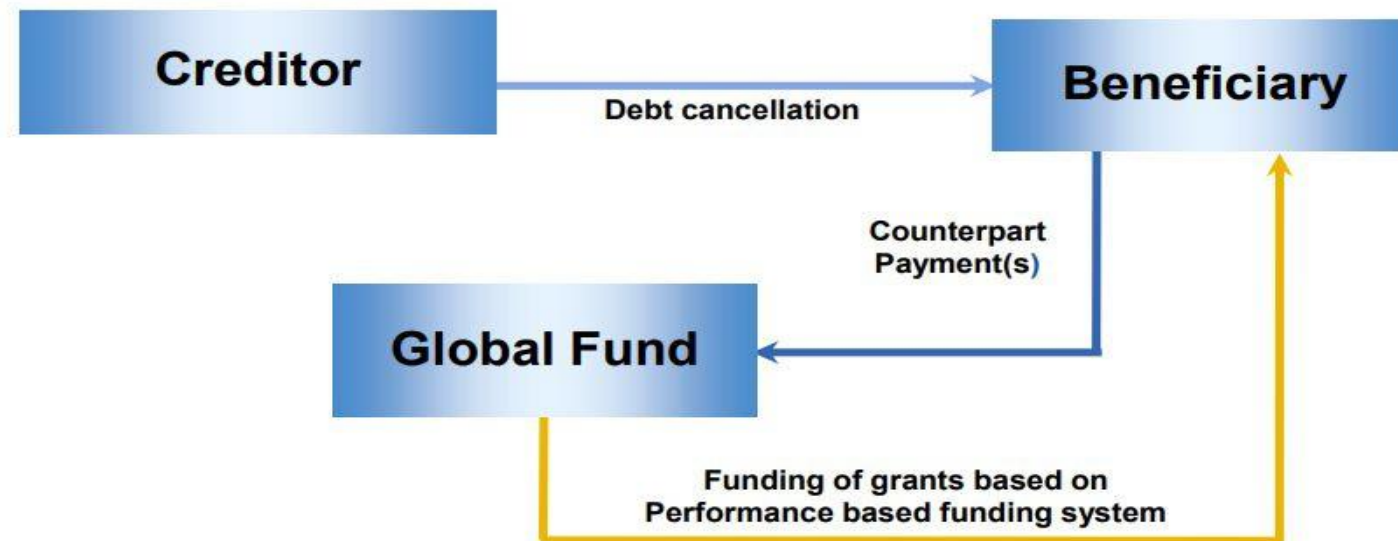 Creditor
Beneficiary
Debt cancellation
Counterpart
Payment(s)
Global Fund
Funding of grants based on
Performance based funding system